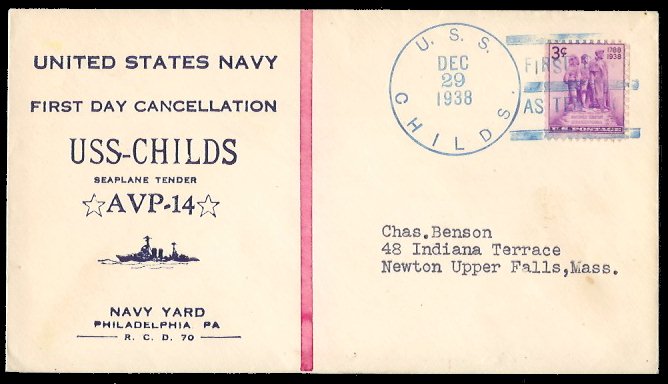 UNITED STATES NAVY
FIRST DAY CANCELLATION
USS-CHILDS
SEAPLANE TENDER
☆AVP-14☆
NAVY YARD
PHILADELPHIA PA
R. C. D. 70
U. S. S. CHILDS.
DEC
29
1938
FIRST
AS
3¢
1788
1938
U.S. POSTAGE
Chas.Benson
48 Indiana Terrace
Newton Upper Falls,Mass.